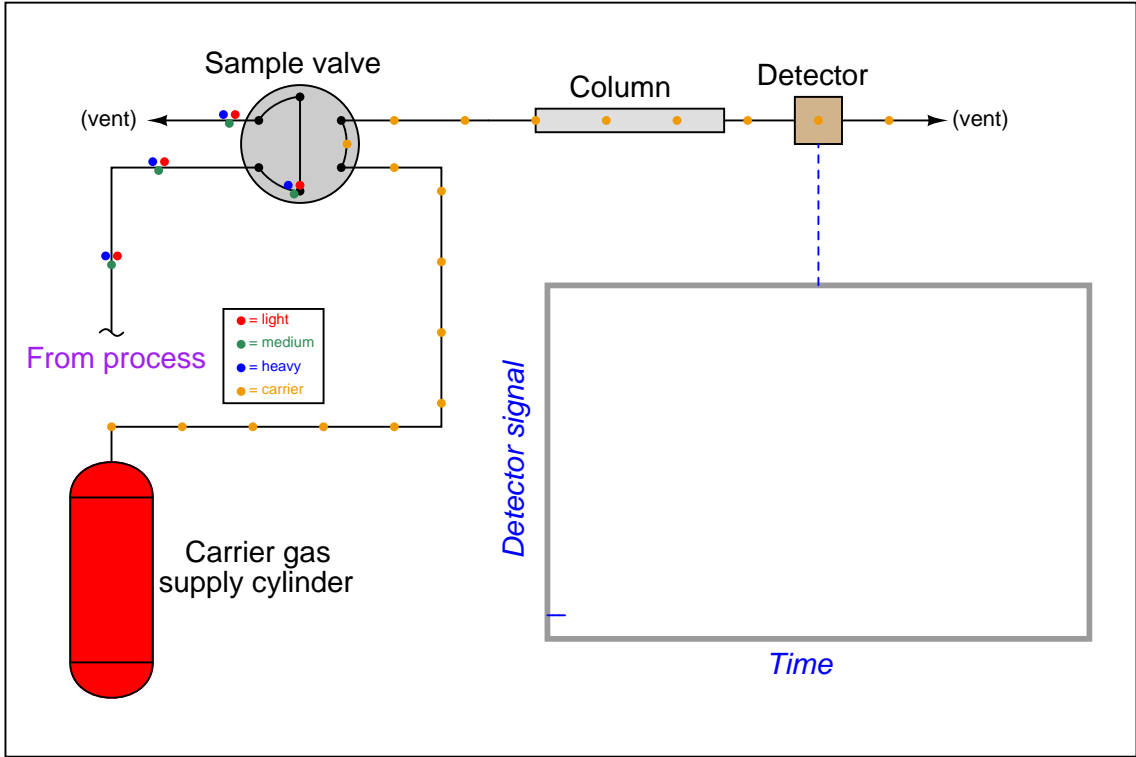 Sample valve
Column
Detector
(vent)
(vent)
= light
= medium
= heavy
= carrier
From process
Detector signal
Carrier gas
supply cylinder
Time